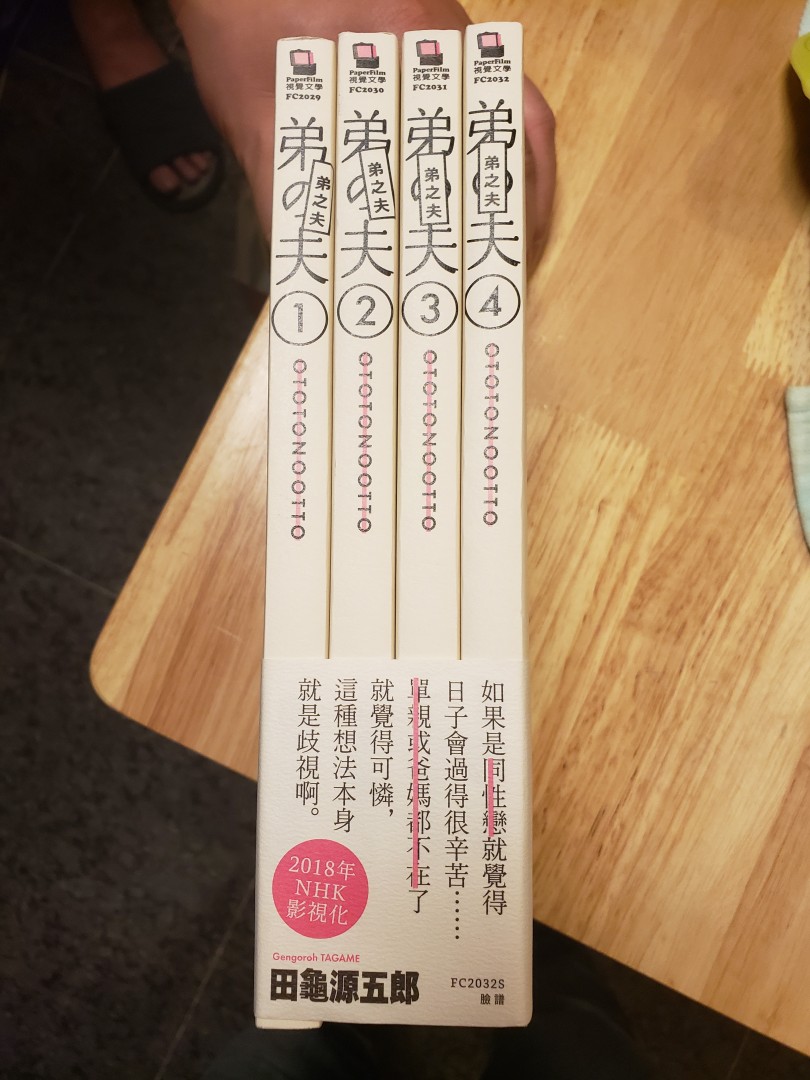 PaperFilm
視覺文學
FC2029
弟の夫
弟之夫
1
OTOTONOOTTO
PaperFilm
視覺文學
FC2030
弟の夫
弟之夫
2
OTOTONOOTTO
PaperFilm
視覺文學
FC2031
弟の夫
弟之夫
3
OTOTONOOTTO
PaperFilm
視覺文學
FC2032
弟の夫
弟之夫
4
OTOTONOOTTO
如果是同性戀就覺得
日子會過得很辛苦……
單親或爸媽都不在了
就覺得可憐，
這種想法本身
就是歧視啊。
2018年
NHK
影視化
Gengoroh TAGAME
田龜源五郎
FC2032S
臉譜